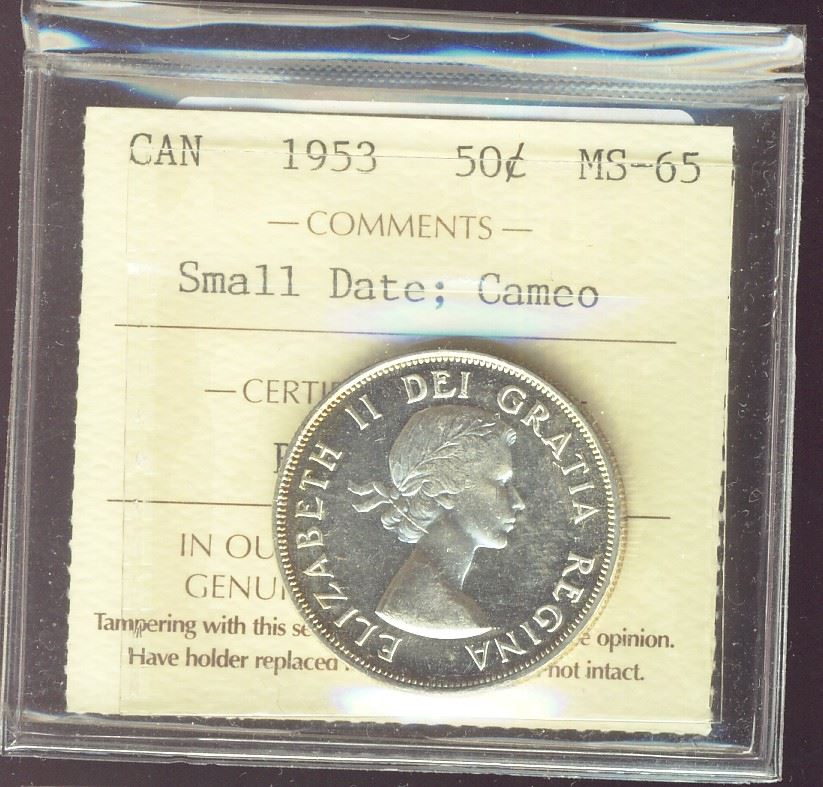 CAN 1953 50¢ MS-65
— COMMENTS —
Small Date; Cameo
— CERTI
IN OU
GENUI
Tampering with this se e opinion.
Have holder replaced not intact.
ELIZABETH II DEI GRATIA REGINA